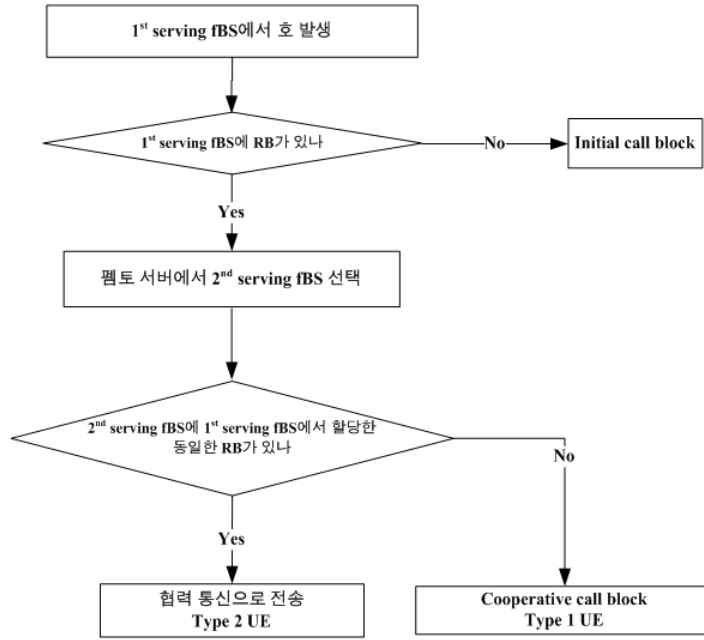 1st serving fBS에서 호 발생
1st serving fBS에 RB가 있나
No
Initial call block
Yes
펨토 서버에서 2nd serving fBS 선택
2nd serving fBS에 1st serving fBS에서 할당한
동일한 RB가 있나
No
Yes
협력 통신으로 전송
Type 2 UE
Cooperative call block
Type 1 UE